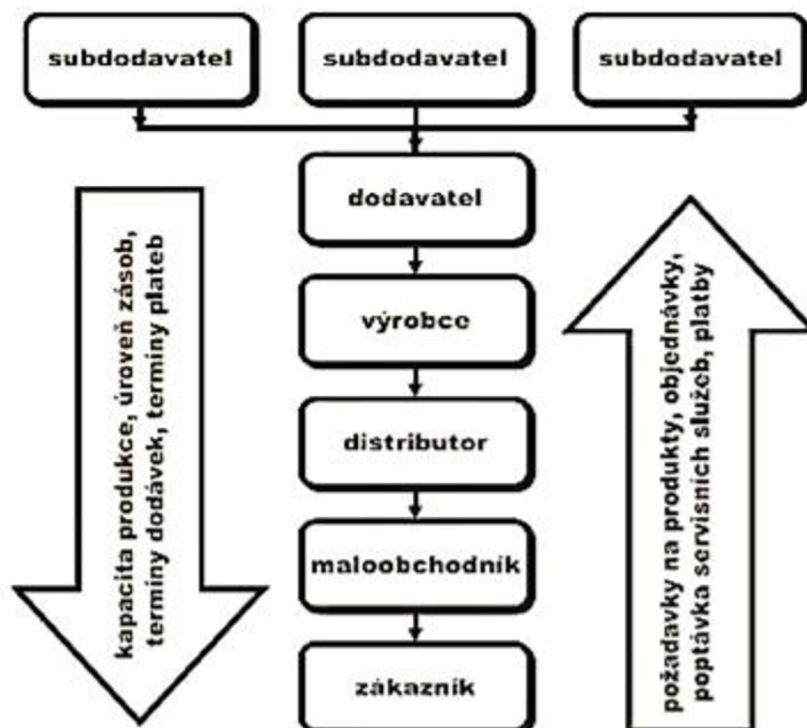 subdodavatel
subdodavatel
subdodavatel
dodavatel
výrobce
distributor
maloobchodník
zákazník
kapacita produkce, úroveň zásob,
termíny dodávek, termíny plateb
požadavky na produkty, objednávky,
poptávka servisních služeb, platby